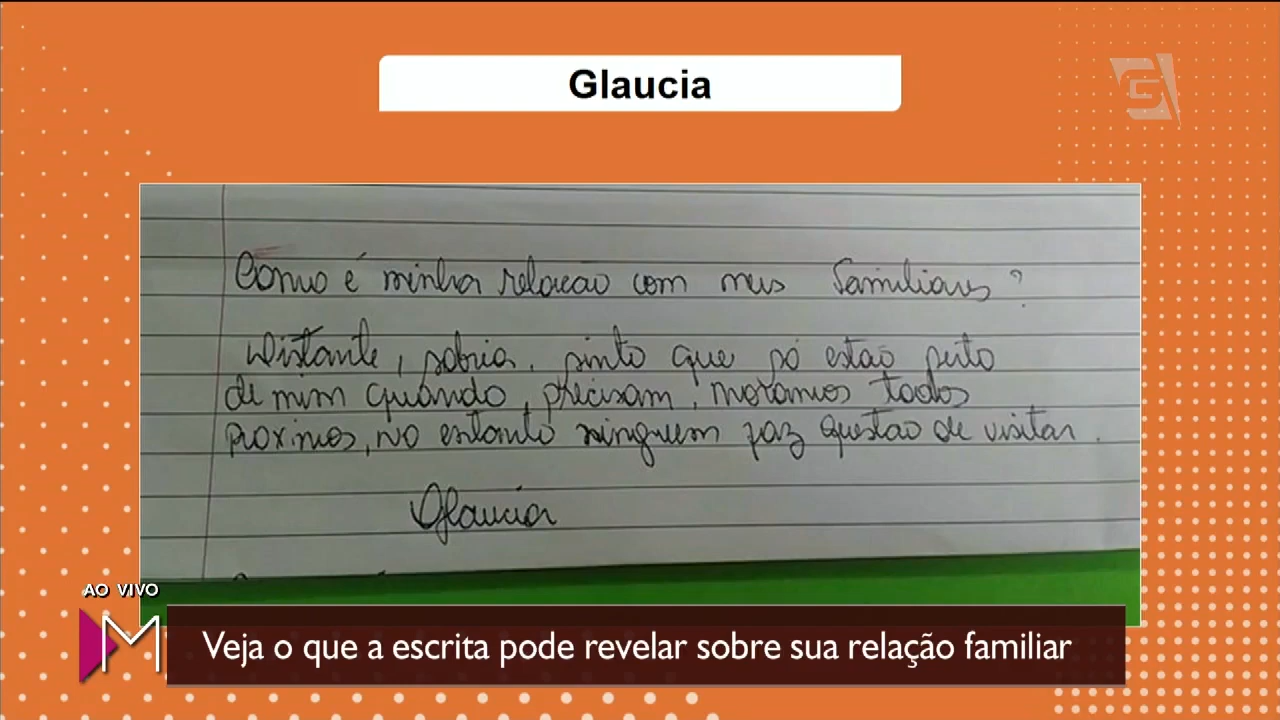 Glaucia
G
Como é minha relacao com meus familiares?
Distante, sobria, sinto que só estao perto
de mim quando, precisam, moramos todos
proximos, no entanto ninguem faz questao de visitar.
Glaucia
AO VIVO
M
Veja o que a escrita pode revelar sobre sua relação familiar